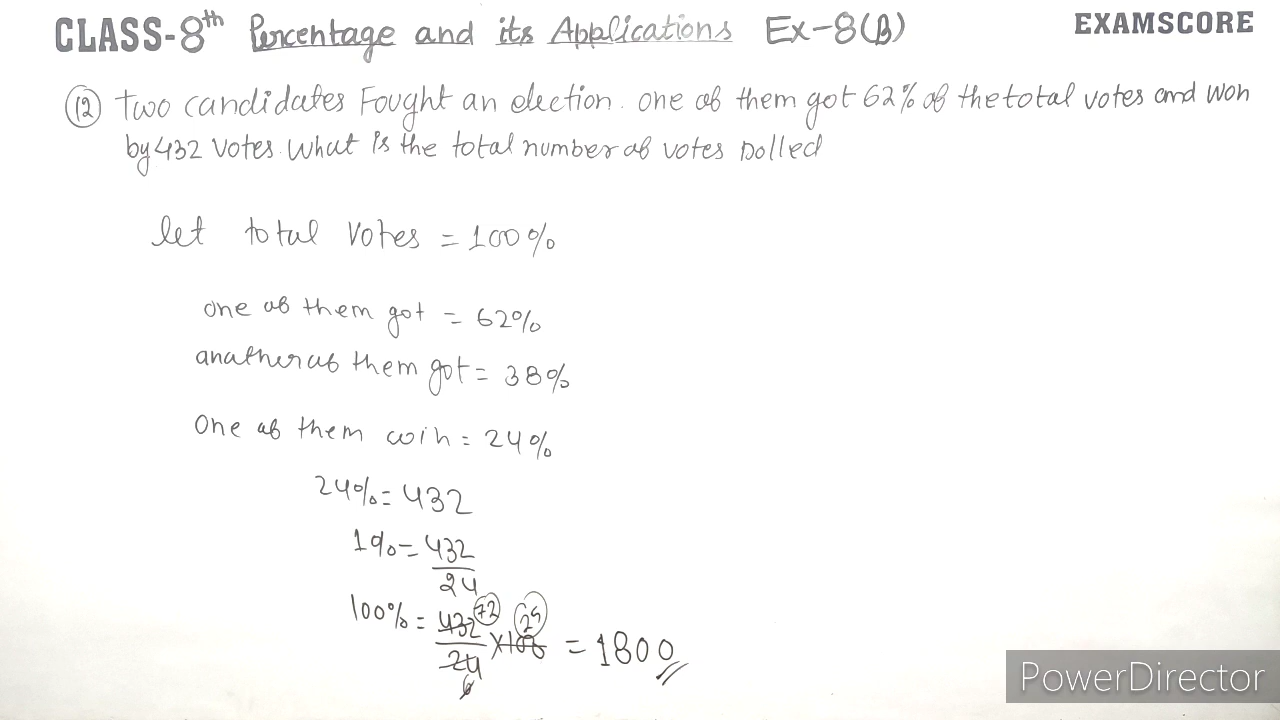 CLASS-8th Percentage and its Applications Ex-8(B)
EXAMSCORE
(12) Two candidates Fought an election. one of them got 62% of the total votes and won
by 432 votes. What is the total number of votes polled
let total votes = 100%
one of them got = 62%
anather of them got = 38%
One of them win = 24%
24% = 432
1% = 432/24
100% = 432/24 × 100 = 1800
72 25
6
PowerDirector